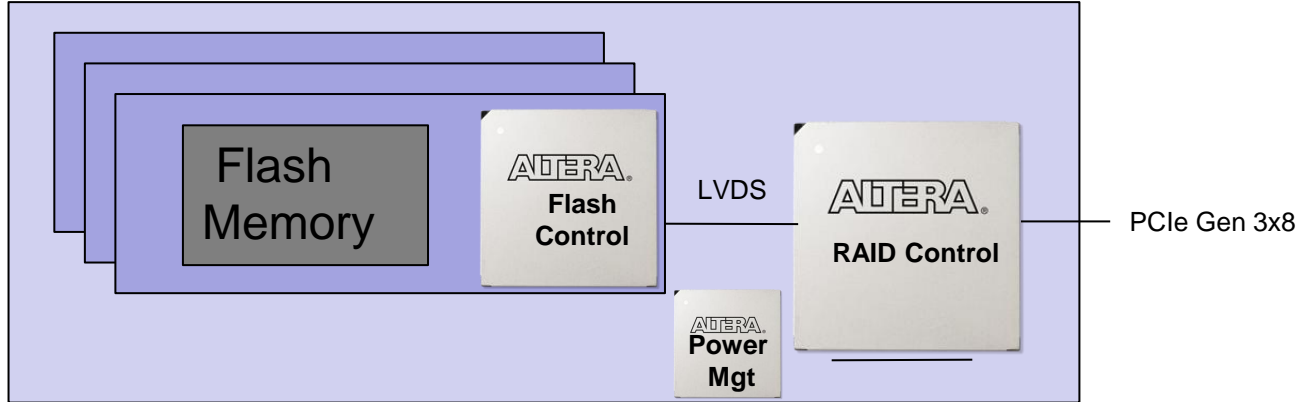 Flash
Memory
ALTERA®
Flash
Control
LVDS
ALTERA®
RAID Control
PCIe Gen 3x8
ALTERA®
Power
Mgt